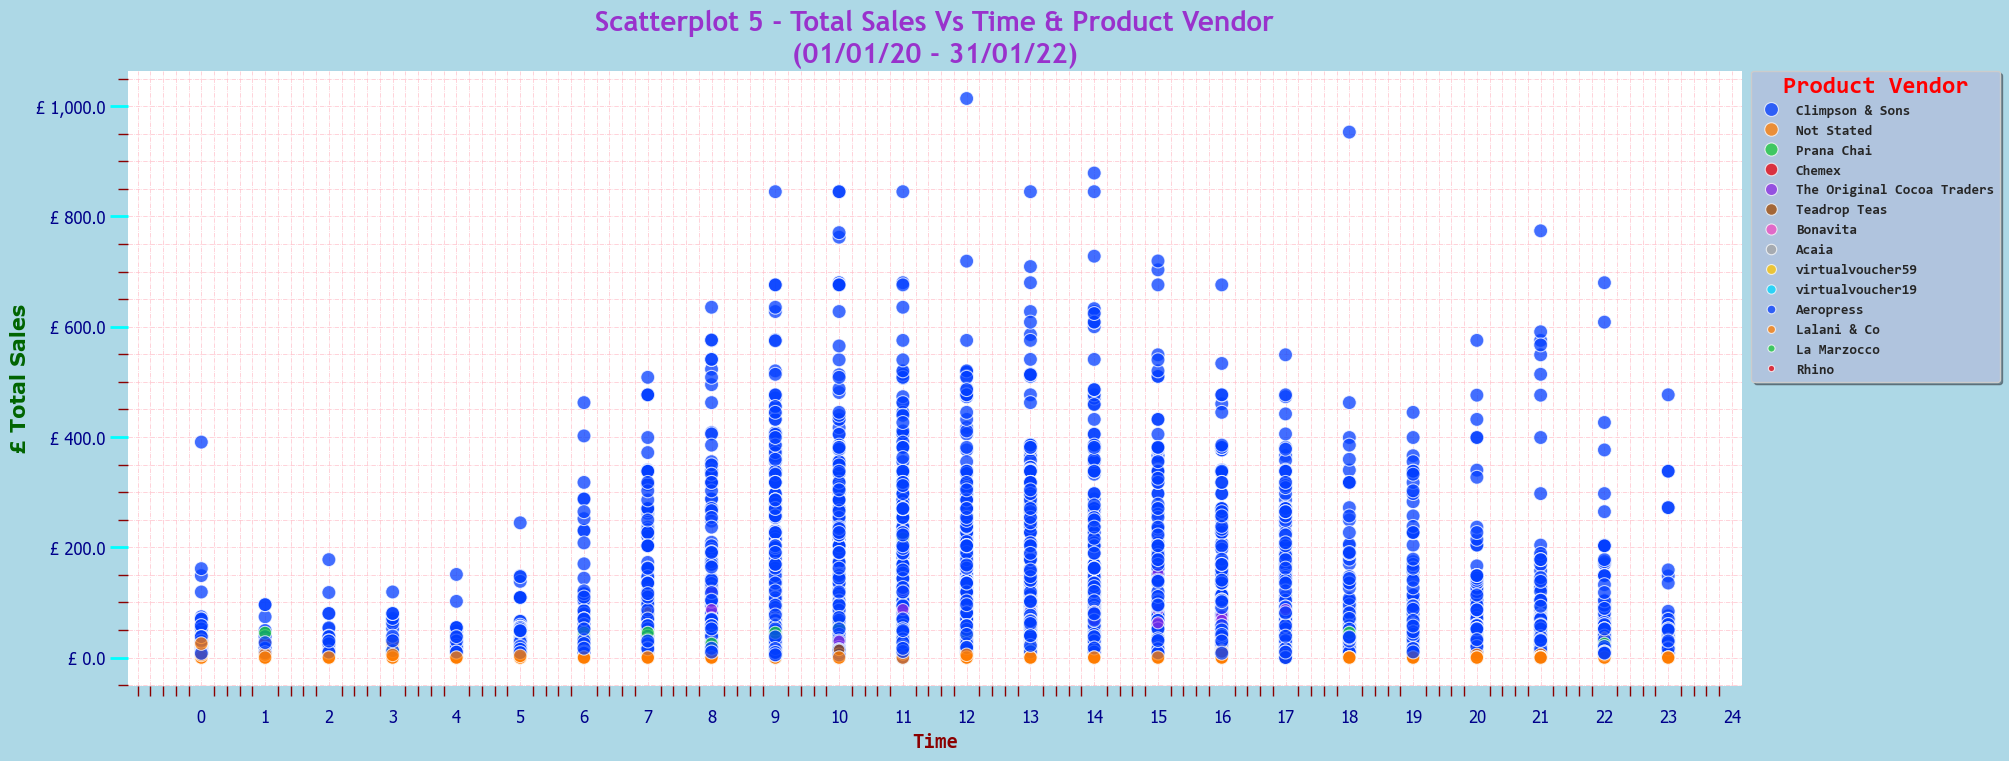 Scatterplot 5 - Total Sales Vs Time & Product Vendor
(01/01/20 - 31/01/22)
£ Total Sales
£ 1,000.0
£ 800.0
£ 600.0
£ 400.0
£ 200.0
£ 0.0
0 1 2 3 4 5 6 7 8 9 10 11 12 13 14 15 16 17 18 19 20 21 22 23 24
Time
Product Vendor
Climpson & Sons
Not Stated
Prana Chai
Chemex
The Original Cocoa Traders
Teadrop Teas
Bonavita
Acaia
virtualvoucher59
virtualvoucher19
Aeropress
Lalani & Co
La Marzocco
Rhino